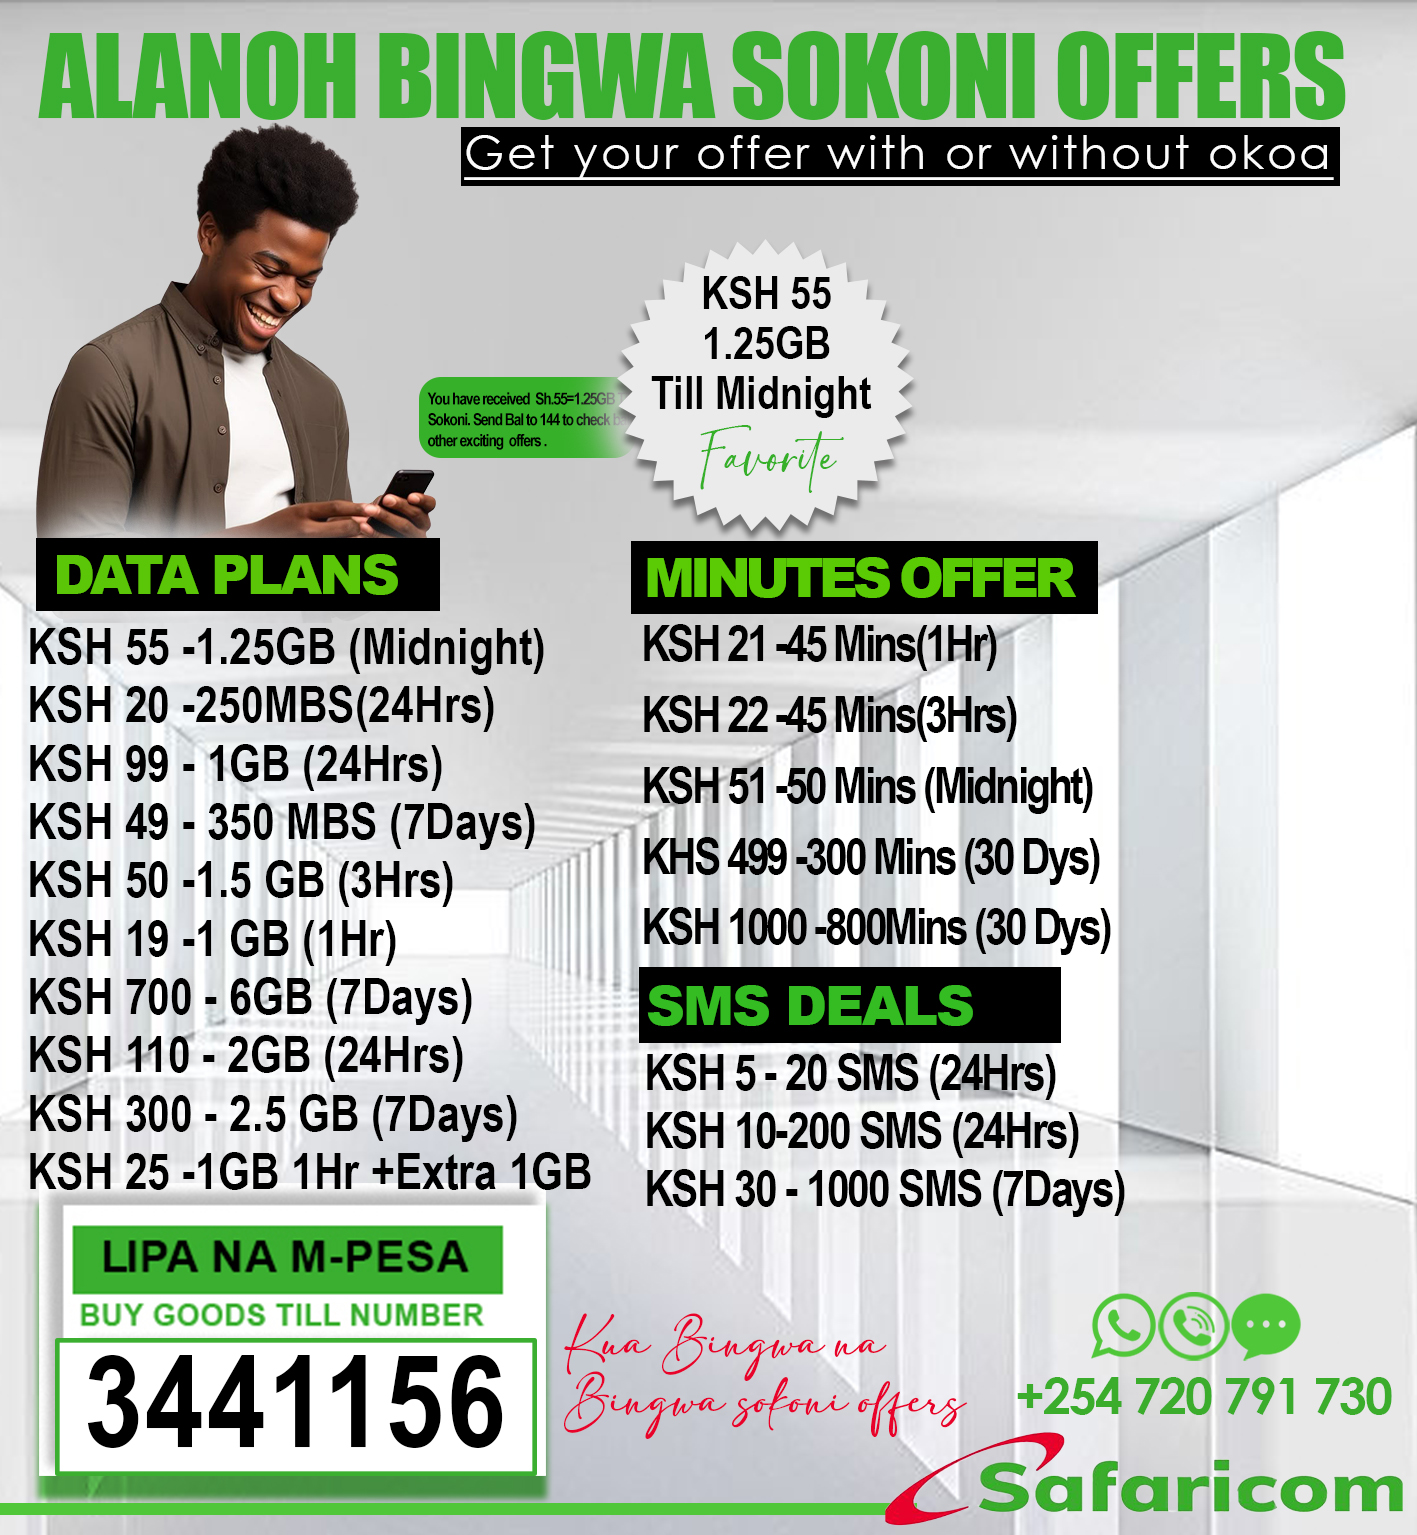 ALANOH BINGWA SOKONI OFFERS
Get your offer with or without okoa
KSH 55
1.25GB
Till Midnight
Favorite
You have received Sh.55=1.25GB
Sokoni. Send Bal to 144 to check
other exciting offers .
DATA PLANS
KSH 55 -1.25GB (Midnight)
KSH 20 -250MBS(24Hrs)
KSH 99 - 1GB (24Hrs)
KSH 49 - 350 MBS (7Days)
KSH 50 -1.5 GB (3Hrs)
KSH 19 -1 GB (1Hr)
KSH 700 - 6GB (7Days)
KSH 110 - 2GB (24Hrs)
KSH 300 - 2.5 GB (7Days)
KSH 25 -1GB 1Hr +Extra 1GB
MINUTES OFFER
KSH 21 -45 Mins(1Hr)
KSH 22 -45 Mins(3Hrs)
KSH 51 -50 Mins (Midnight)
KHS 499 -300 Mins (30 Dys)
KSH 1000 -800Mins (30 Dys)
SMS DEALS
KSH 5 - 20 SMS (24Hrs)
KSH 10-200 SMS (24Hrs)
KSH 30 - 1000 SMS (7Days)
LIPA NA M-PESA
BUY GOODS TILL NUMBER
3441156
Kua Bingwa na
Bingwa sokoni offers
+254 720 791 730
Safaricom